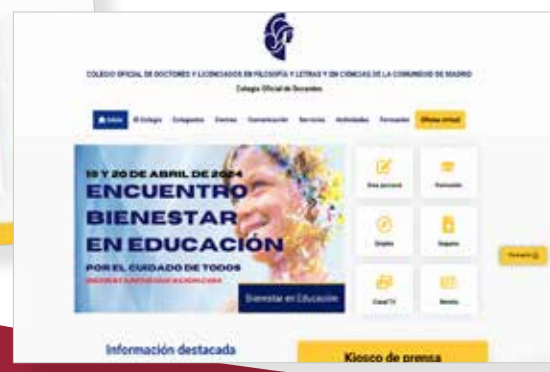 COLEGIO OFICIAL DE DOCTORES Y LICENCIADOS EN FILOSOFÍA Y LETRAS Y EN CIENCIAS DE LA COMUNIDAD DE MADRID
Colegio Oficial de Docentes
Inicio El Colegio Colegiados Centros Comunicación Servicios Actividades Formación Oficina virtual
19 Y 20 DE ABRIL DE 2024
ENCUENTRO
BIENESTAR
EN EDUCACIÓN
POR EL CUIDADO DE TODOS
Bienestar en Educación
Área personal Formación
Empleo Seguros
Canal TV Revista
Contacto
Información destacada
Kiosco de prensa